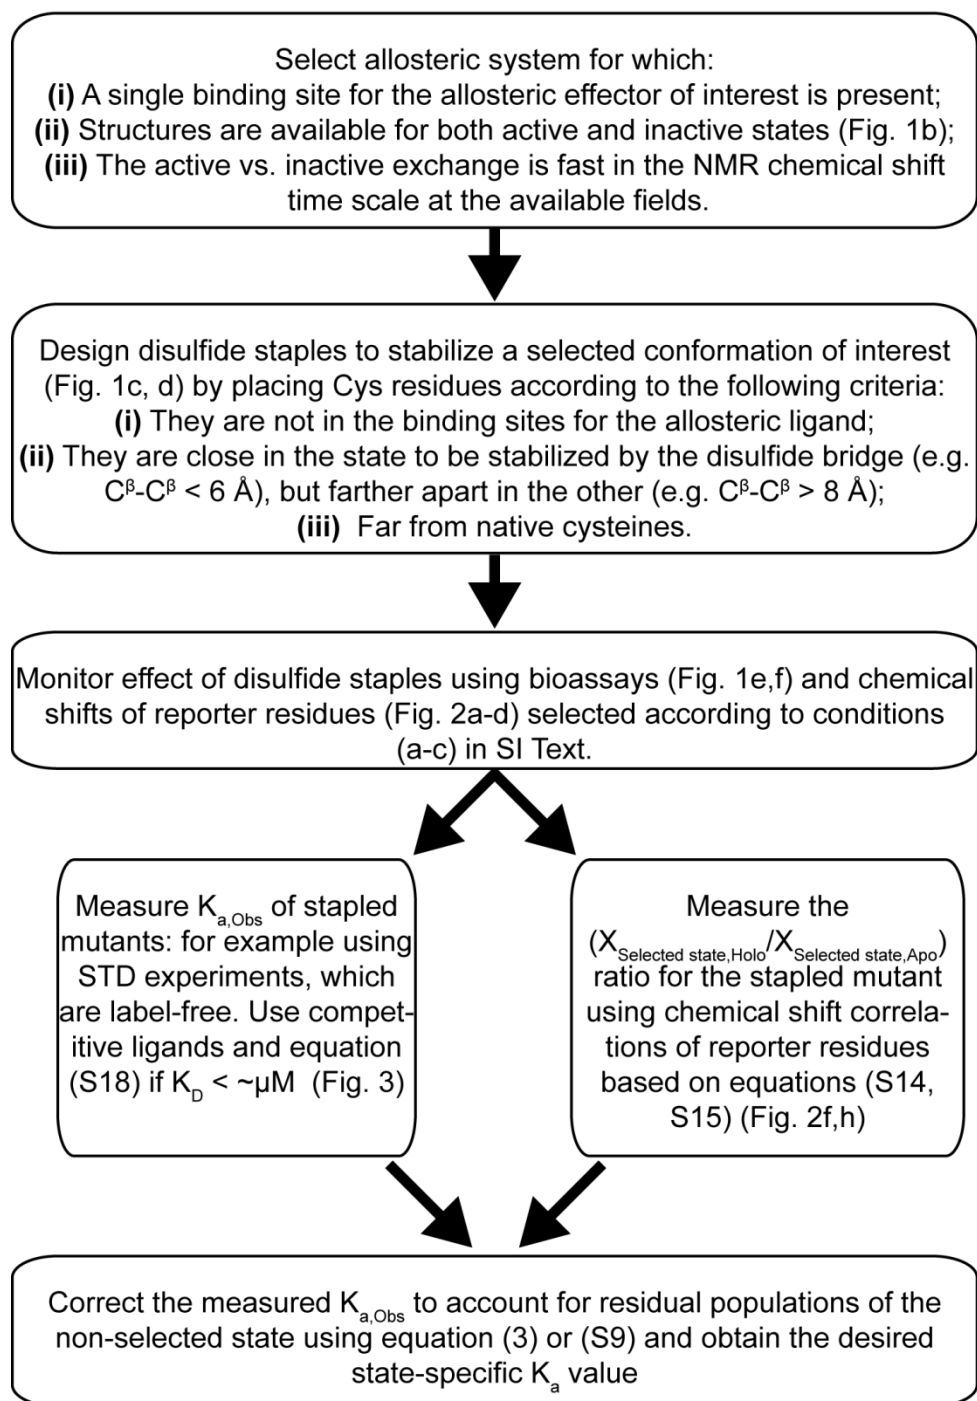 Select allosteric system for which:
(i) A single binding site for the allosteric effector of interest is present;
(ii) Structures are available for both active and inactive states (Fig. 1b);
(iii) The active vs. inactive exchange is fast in the NMR chemical shift
time scale at the available fields.
Design disulfide staples to stabilize a selected conformation of interest
(Fig. 1c, d) by placing Cys residues according to the following criteria:
(i) They are not in the binding sites for the allosteric ligand;
(ii) They are close in the state to be stabilized by the disulfide bridge (e.g.
Cᵝ-Cᵝ < 6 Å), but farther apart in the other (e.g. Cᵝ-Cᵝ > 8 Å);
(iii) Far from native cysteines.
Monitor effect of disulfide staples using bioassays (Fig. 1e,f) and chemical
shifts of reporter residues (Fig. 2a-d) selected according to conditions
(a-c) in SI Text.
Measure Ka,Obs of stapled
mutants: for example using
STD experiments, which
are label-free. Use compet-
itive ligands and equation
(S18) if KD < ~µM (Fig. 3)
Measure the
(XSelected state,Holo/XSelected state,Apo)
ratio for the stapled mutant
using chemical shift correla-
tions of reporter residues
based on equations (S14,
S15) (Fig. 2f,h)
Correct the measured Ka,Obs to account for residual populations of the
non-selected state using equation (3) or (S9) and obtain the desired
state-specific Ka value